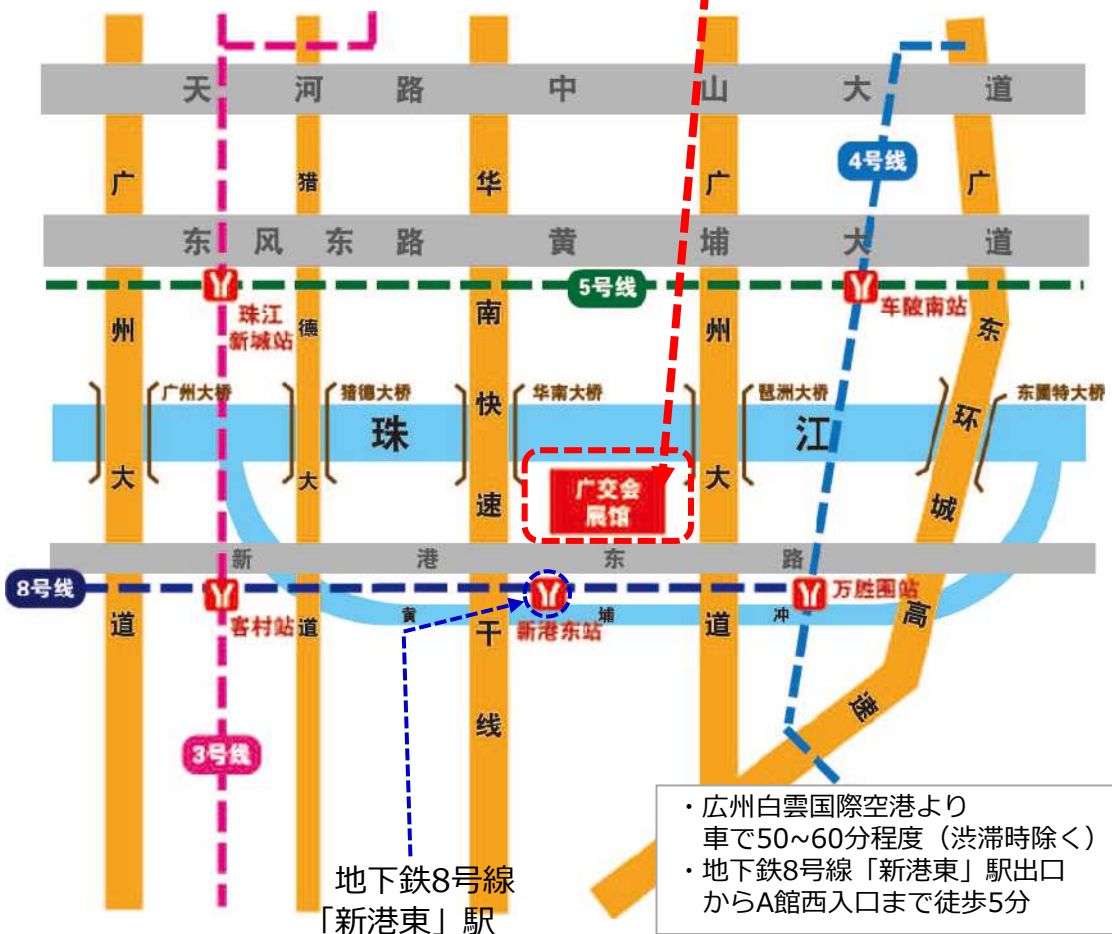 天河路中山大道
广州大道
猎德大道
华南快速干线
广州大道
广东环城高速
4号线
东风东路黄埔大道
5号线
珠江
新城站
车陂南站
广州大桥
猎德大桥
华南大桥
琶洲大桥
东圃特大桥
珠江
广交会
展馆
新港东路
8号线
客村站
黄埔冲
新港东站
万胜围站
3号线
地下鉄8号線
「新港東」駅
・広州白雲国際空港より
車で50~60分程度（渋滞時除く）
・地下鉄8号線「新港東」駅出口
からA館西入口まで徒歩5分